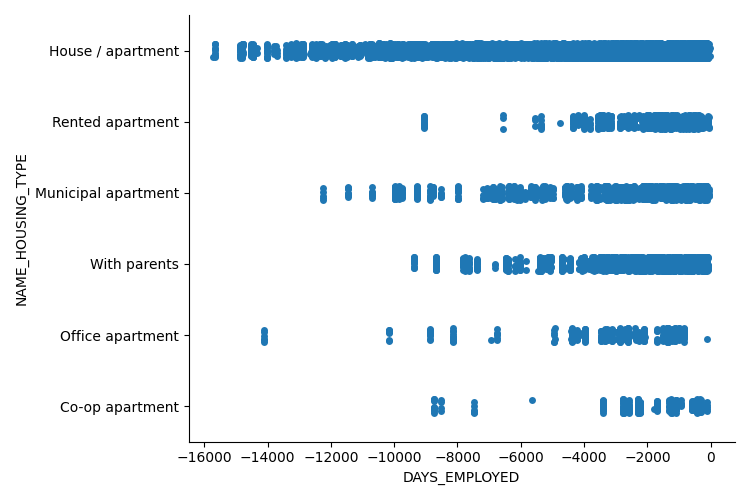 House / apartment
Rented apartment
Municipal apartment
With parents
Office apartment
Co-op apartment
NAME_HOUSING_TYPE
−16000 −14000 −12000 −10000 −8000 −6000 −4000 −2000 0
DAYS_EMPLOYED